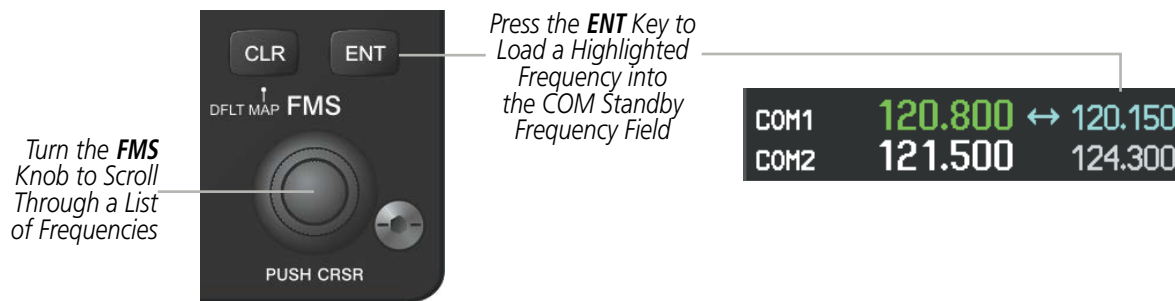 Turn the FMS
Knob to Scroll
Through a List
of Frequencies
CLR
ENT
DFLT MAP
FMS
PUSH CRSR
Press the ENT Key to
Load a Highlighted
Frequency into
the COM Standby
Frequency Field
COM1 120.800 ↔ 120.150
COM2 121.500 124.300